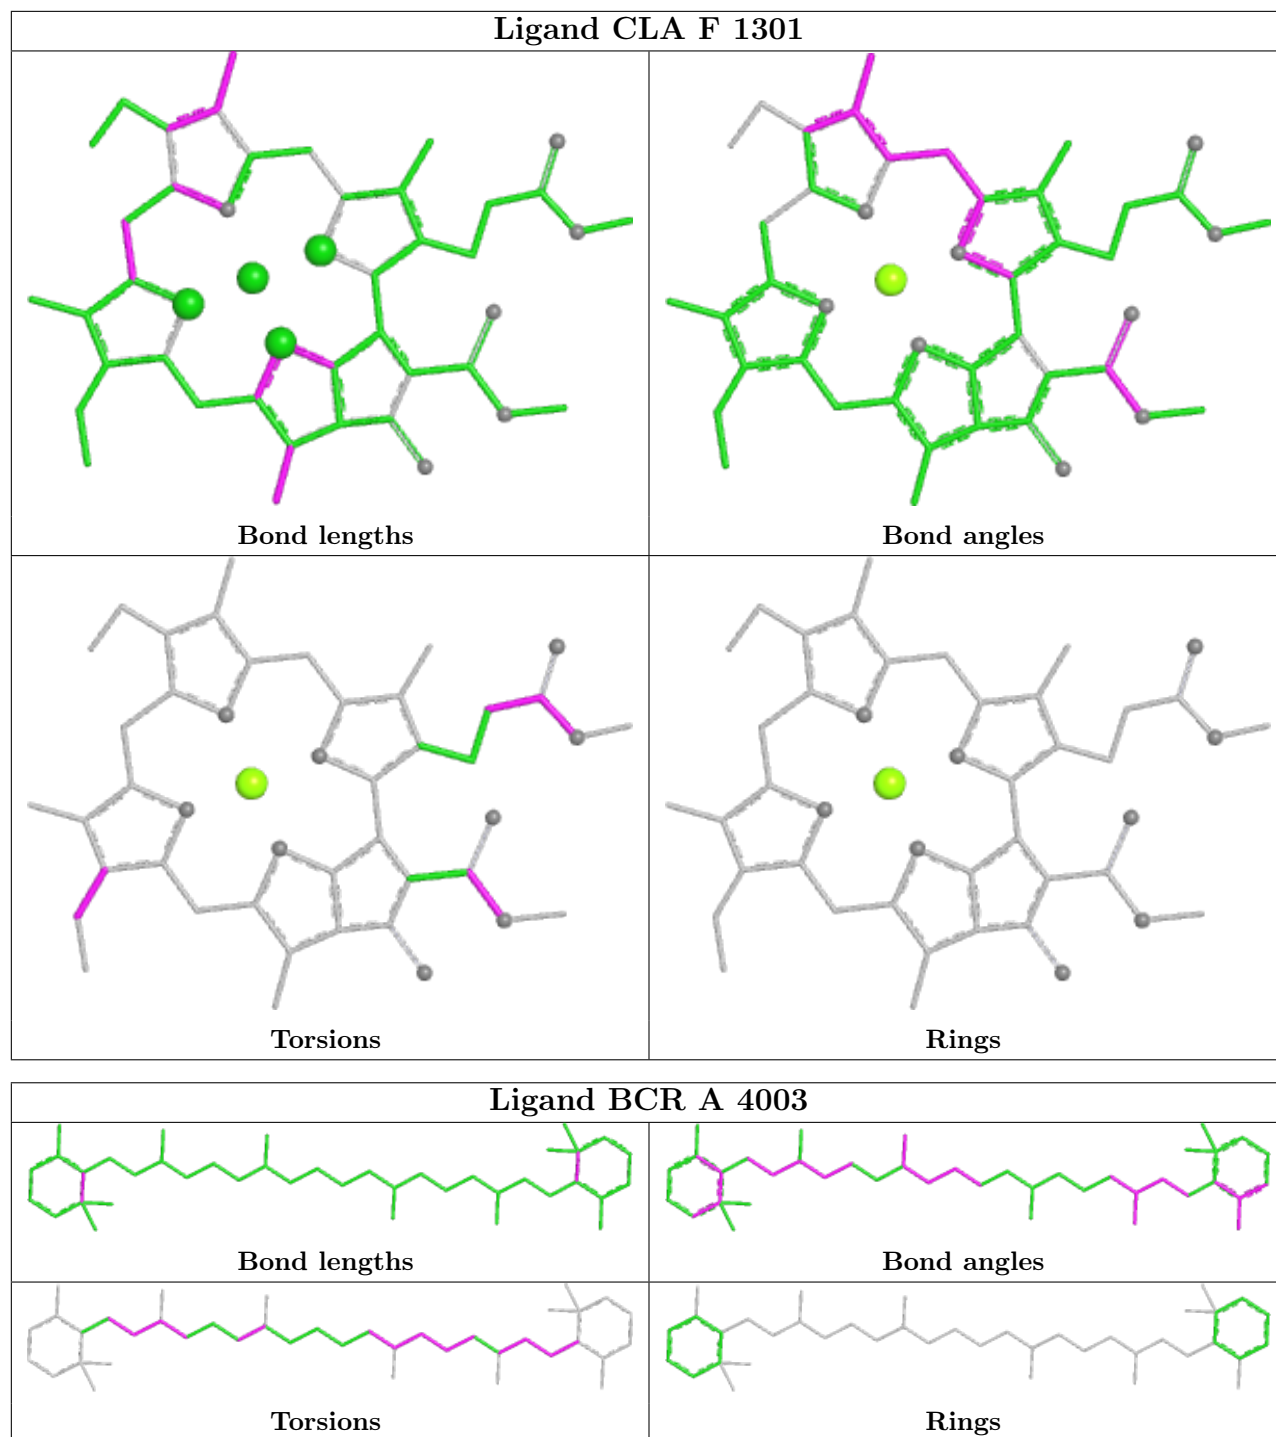 Ligand CLA F 1301
Bond lengths
Bond angles
Torsions
Rings
Ligand BCR A 4003
Bond lengths
Bond angles
Torsions
Rings